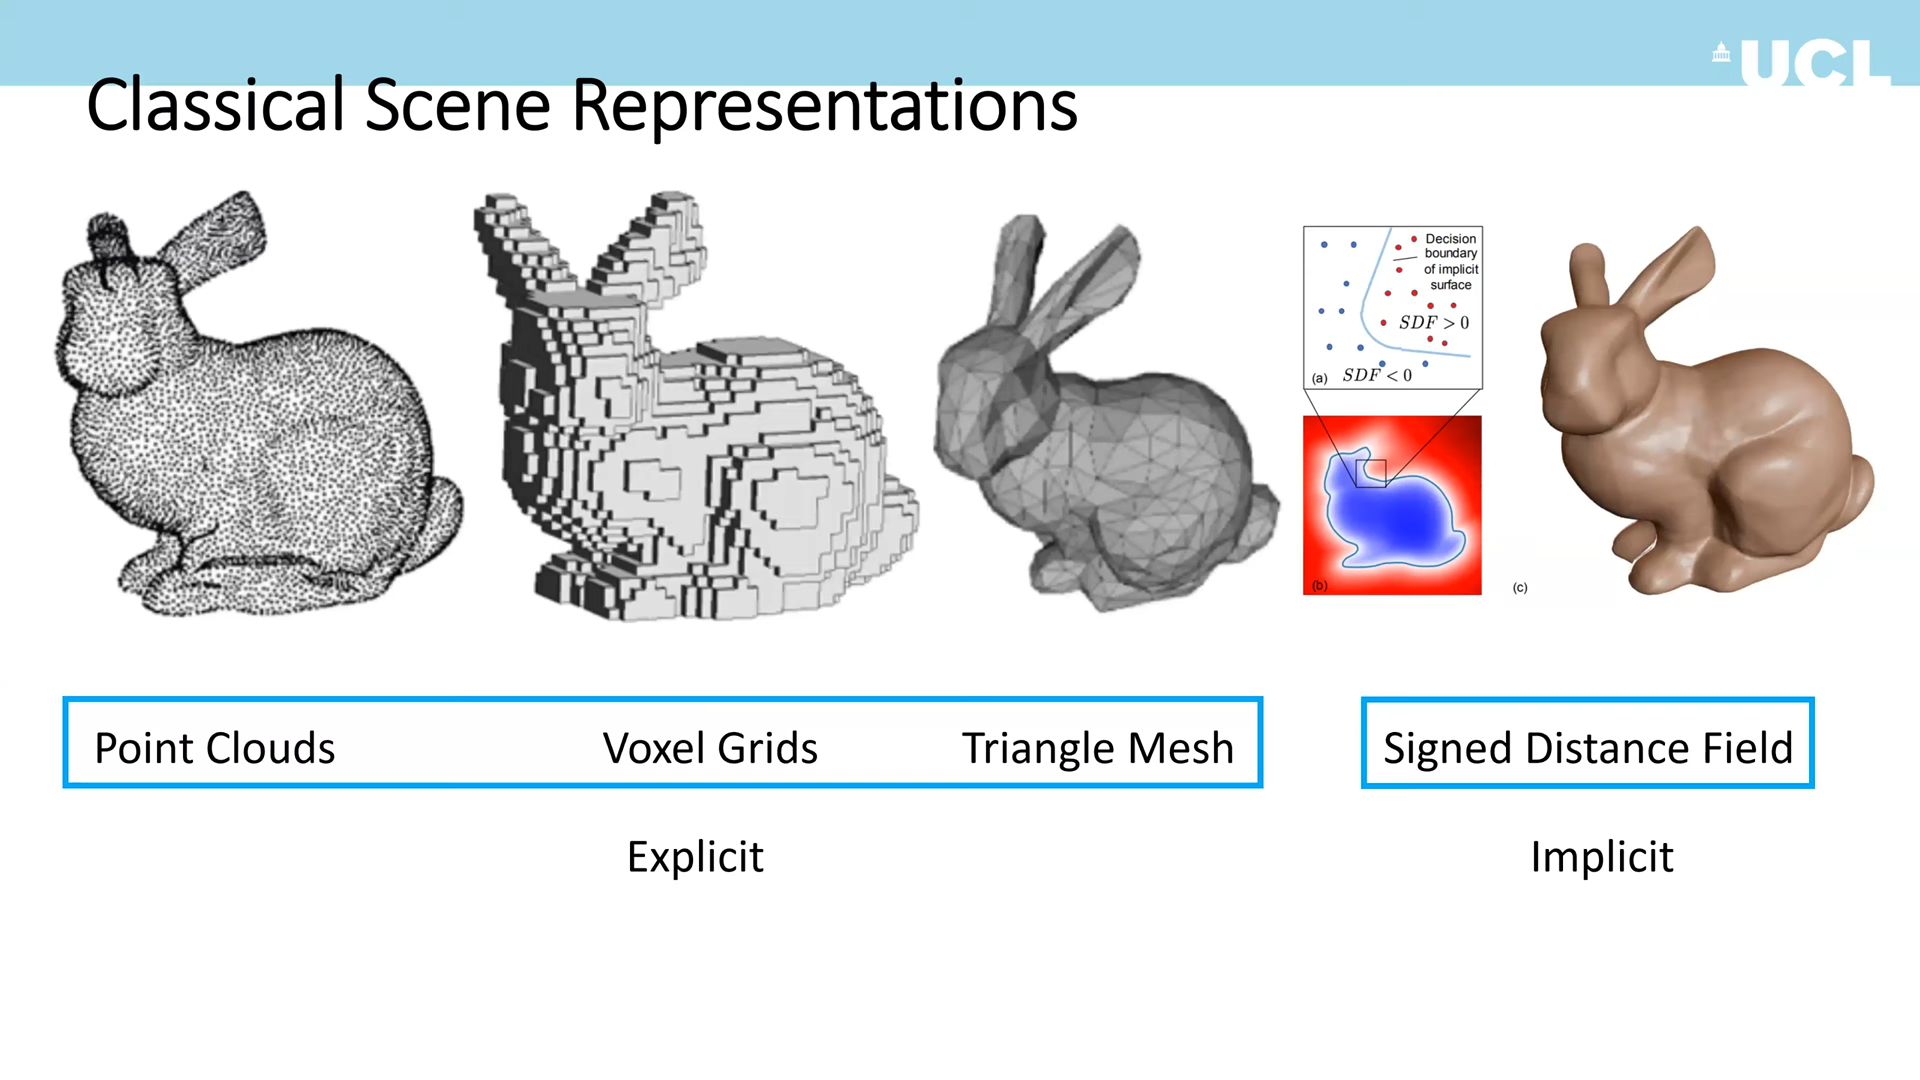 UCL
Classical Scene Representations
Decision
boundary
of implicit
surface
SDF > 0
(a) SDF < 0
(b)
(c)
Point Clouds
Voxel Grids
Triangle Mesh
Signed Distance Field
Explicit
Implicit